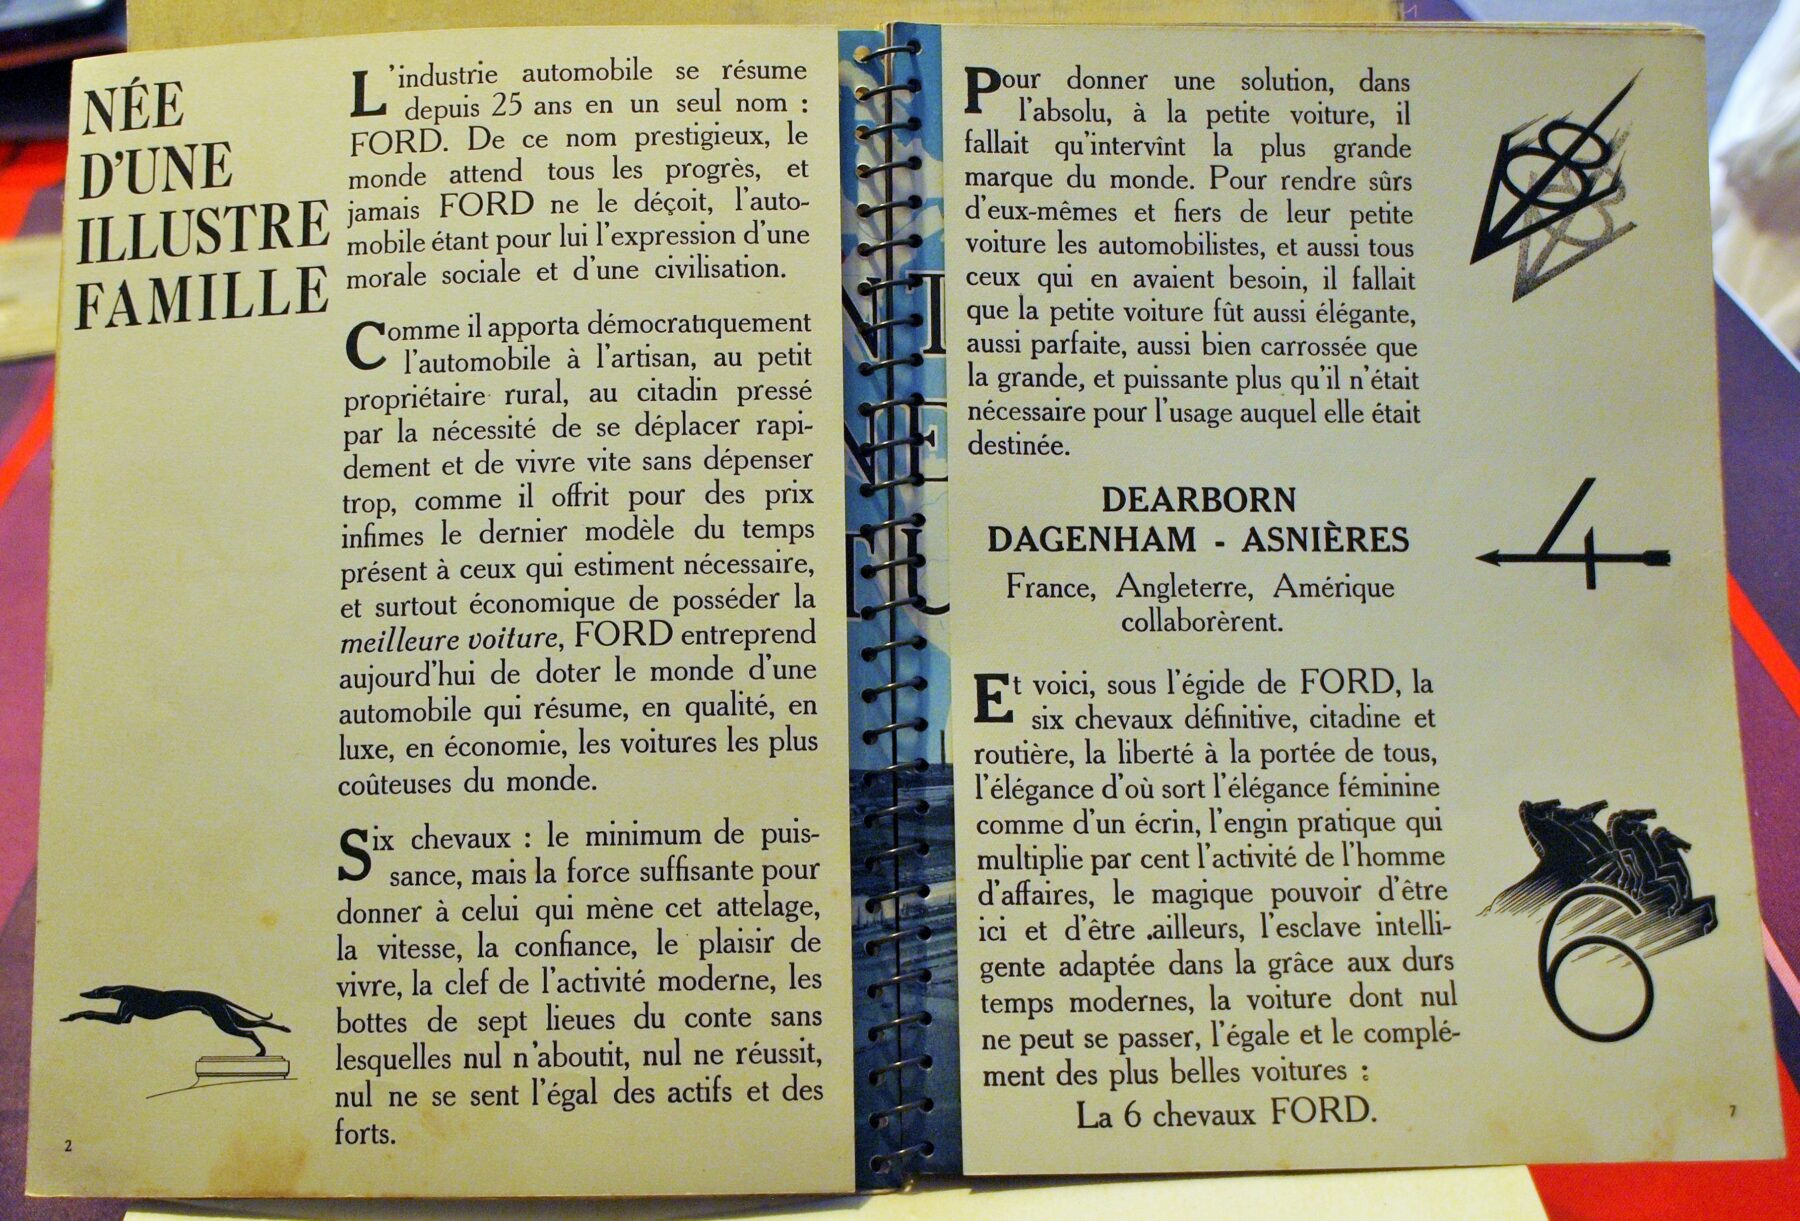 NÉE
D'UNE
ILLUSTRE
FAMILLE
L'industrie automobile se résume
depuis 25 ans en un seul nom :
FORD. De ce nom prestigieux, le
monde attend tous les progrès, et
jamais FORD ne le déçoit, l'auto-
mobile étant pour lui l'expression d'une
morale sociale et d'une civilisation.
Comme il apporta démocratiquement
l'automobile à l'artisan, au petit
propriétaire rural, au citadin pressé
par la nécessité de se déplacer rapi-
dement et de vivre vite sans dépenser
trop, comme il offrit pour des prix
infimes le dernier modèle du temps
présent à ceux qui estiment nécessaire,
et surtout économique de posséder la
meilleure voiture, FORD entreprend
aujourd'hui de doter le monde d'une
automobile qui résume, en qualité, en
luxe, en économie, les voitures les plus
coûteuses du monde.
Six chevaux : le minimum de puis-
sance, mais la force suffisante pour
donner à celui qui mène cet attelage,
la vitesse, la confiance, le plaisir de
vivre, la clef de l'activité moderne, les
bottes de sept lieues du conte sans
lesquelles nul n'aboutit, nul ne réussit,
nul ne se sent l'égal des actifs et des
forts.
2
Pour donner une solution, dans
l'absolu, à la petite voiture, il
fallait qu'intervînt la plus grande
marque du monde. Pour rendre sûrs
d'eux-mêmes et fiers de leur petite
voiture les automobilistes, et aussi tous
ceux qui en avaient besoin, il fallait
que la petite voiture fût aussi élégante,
aussi parfaite, aussi bien carrossée que
la grande, et puissante plus qu'il n'était
nécessaire pour l'usage auquel elle était
destinée.
DEARBORN
DAGENHAM - ASNIÈRES
France, Angleterre, Amérique
collaborèrent.
Et voici, sous l'égide de FORD, la
six chevaux définitive, citadine et
routière, la liberté à la portée de tous,
l'élégance d'où sort l'élégance féminine
comme d'un écrin, l'engin pratique qui
multiplie par cent l'activité de l'homme
d'affaires, le magique pouvoir d'être
ici et d'être .ailleurs, l'esclave intelli-
gente adaptée dans la grâce aux durs
temps modernes, la voiture dont nul
ne peut se passer, l'égale et le complé-
ment des plus belles voitures :
La 6 chevaux FORD.
V8
4
6
7